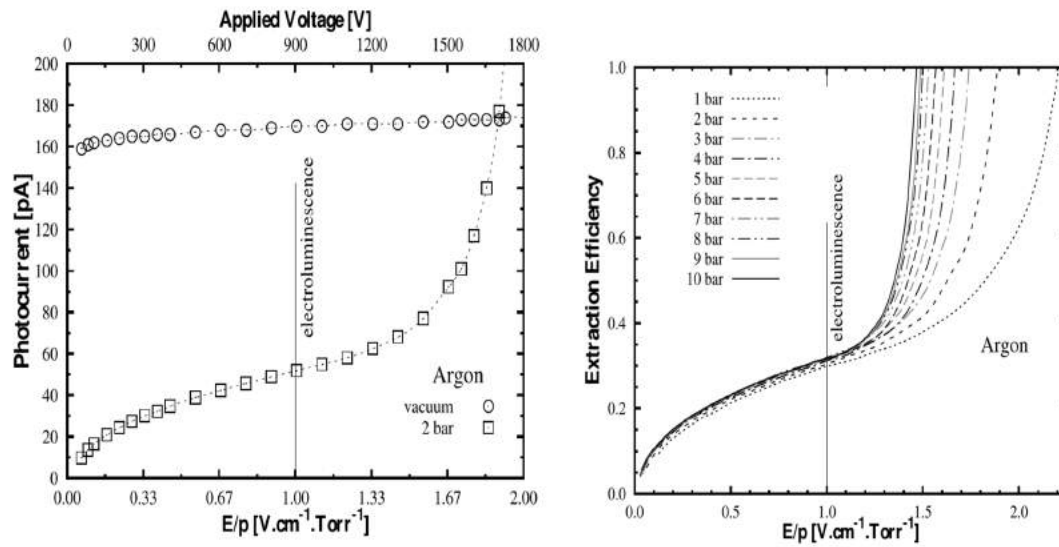 Applied Voltage [V]
0 300 600 900 1200 1500 1800
200
180
160
140
120
100
80
60
40
20
0
Photocurrent [pA]
electroluminescence
Argon
vacuum
2 bar
0.00 0.33 0.67 1.00 1.33 1.67 2.00
E/p [V.cm⁻¹.Torr⁻¹]
1.0
0.8
0.6
0.4
0.2
0.0
Extraction Efficiency
1 bar
2 bar
3 bar
4 bar
5 bar
6 bar
7 bar
8 bar
9 bar
10 bar
electroluminescence
Argon
0.0 0.5 1.0 1.5 2.0
E/p [V.cm⁻¹.Torr⁻¹]